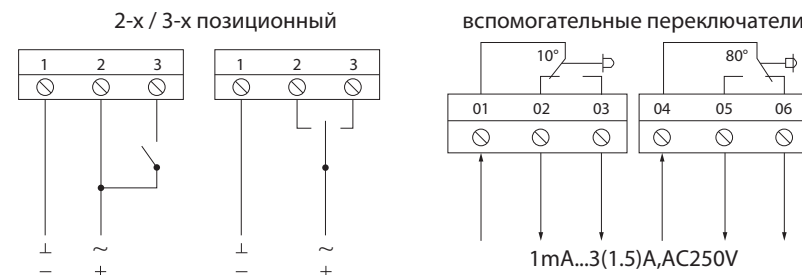 2-х / 3-х позиционный
1 2 3
⊥ ~
− +
1 2 3
⊥ ~
− +
вспомогательные переключатели
10°
01 02 03
80°
04 05 06
1mA...3(1.5)A,AC250V